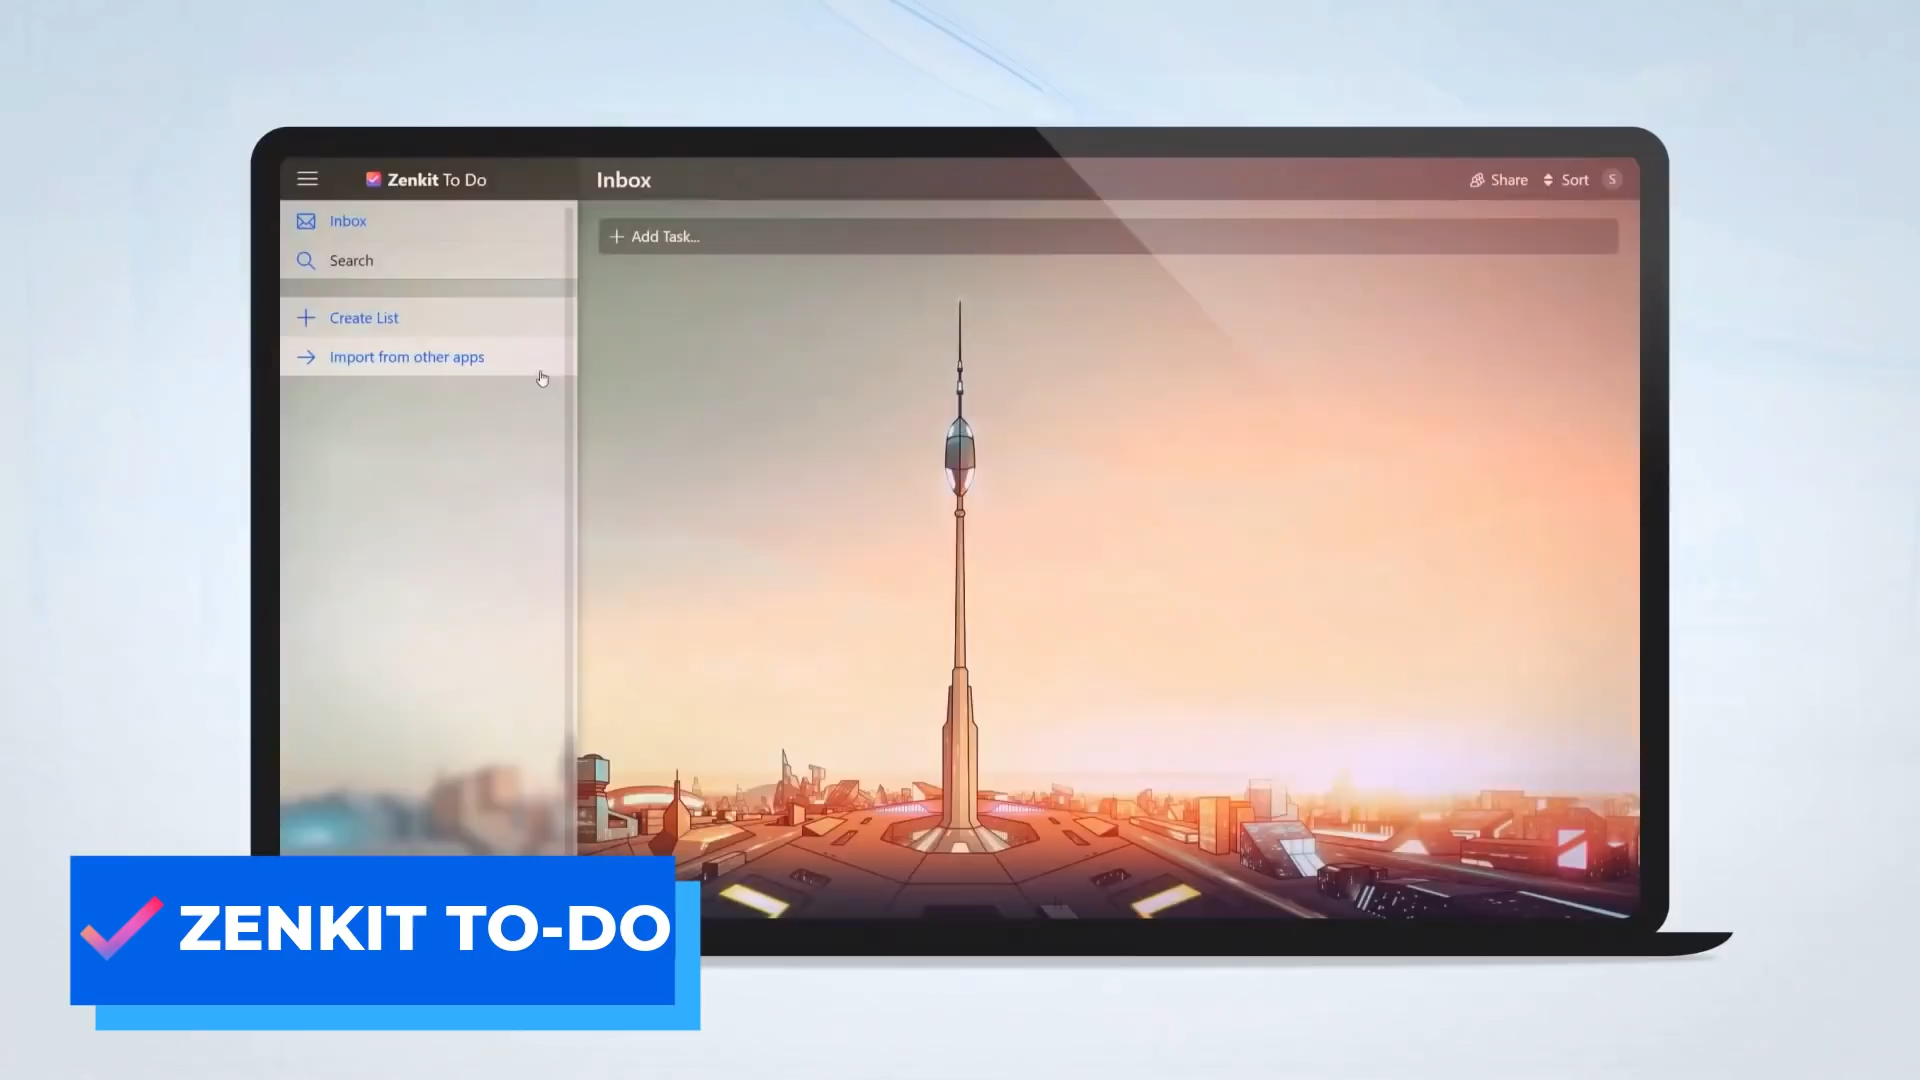 Zenkit To Do
Inbox
Share
Sort
S
Inbox
Search
Create List
Import from other apps
+ Add Task...
ZENKIT TO-DO